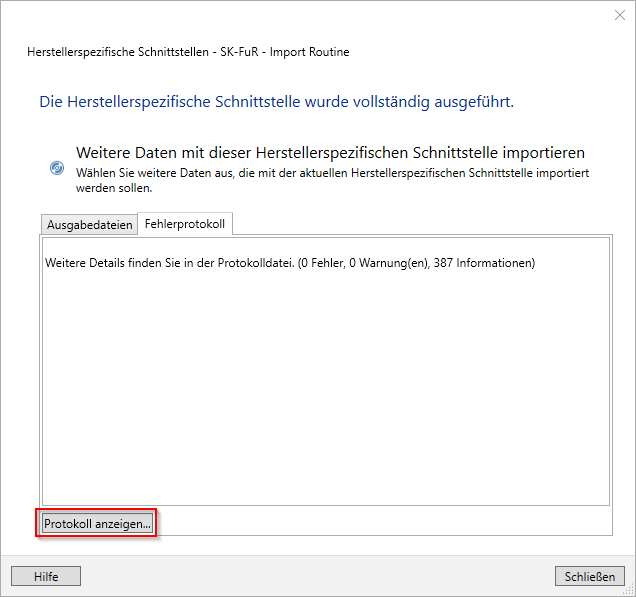 Herstellerspezifische Schnittstellen - SK-FuR - Import Routine
Die Herstellerspezifische Schnittstelle wurde vollständig ausgeführt.
Weitere Daten mit dieser Herstellerspezifischen Schnittstelle importieren
Wählen Sie weitere Daten aus, die mit der aktuellen Herstellerspezifischen Schnittstelle importiert
werden sollen.
Ausgabedateien
Fehlerprotokoll
Weitere Details finden Sie in der Protokolldatei. (0 Fehler, 0 Warnung(en), 387 Informationen)
Protokoll anzeigen...
Hilfe
Schließen